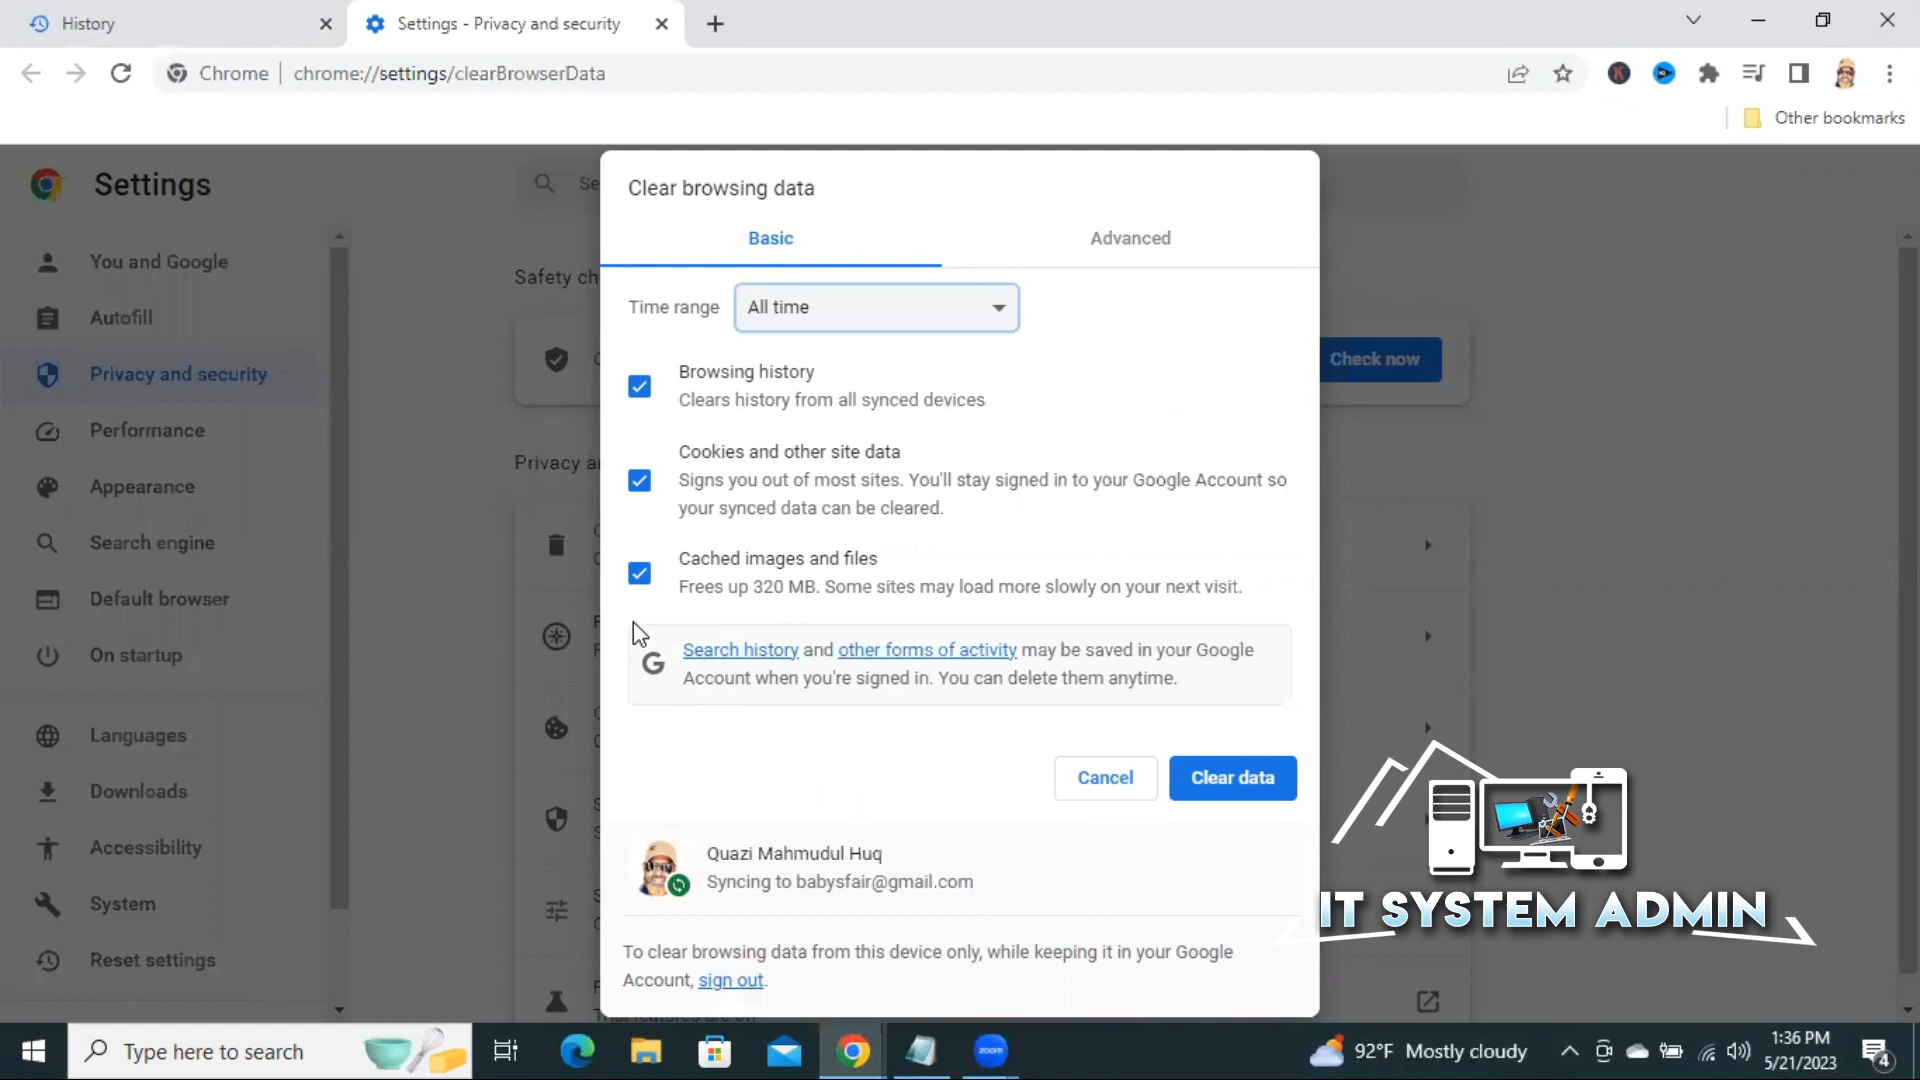 History
Settings - Privacy and security
Chrome
chrome://settings/clearBrowserData
Other bookmarks
Settings
Se
You and Google
Autofill
Privacy and security
Performance
Appearance
Search engine
Default browser
On startup
Languages
Downloads
Accessibility
System
Reset settings
Safety ch
Check now
Privacy a
Clear browsing data
Basic
Advanced
Time range
All time
Browsing history
Clears history from all synced devices
Cookies and other site data
Signs you out of most sites. You'll stay signed in to your Google Account so
your synced data can be cleared.
Cached images and files
Frees up 320 MB. Some sites may load more slowly on your next visit.
Search history and other forms of activity may be saved in your Google
Account when you're signed in. You can delete them anytime.
Cancel
Clear data
Quazi Mahmudul Huq
Syncing to babysfair@gmail.com
To clear browsing data from this device only, while keeping it in your Google
Account, sign out.
IT SYSTEM ADMIN
Type here to search
zoom
92°F Mostly cloudy
1:36 PM
5/21/2023
4